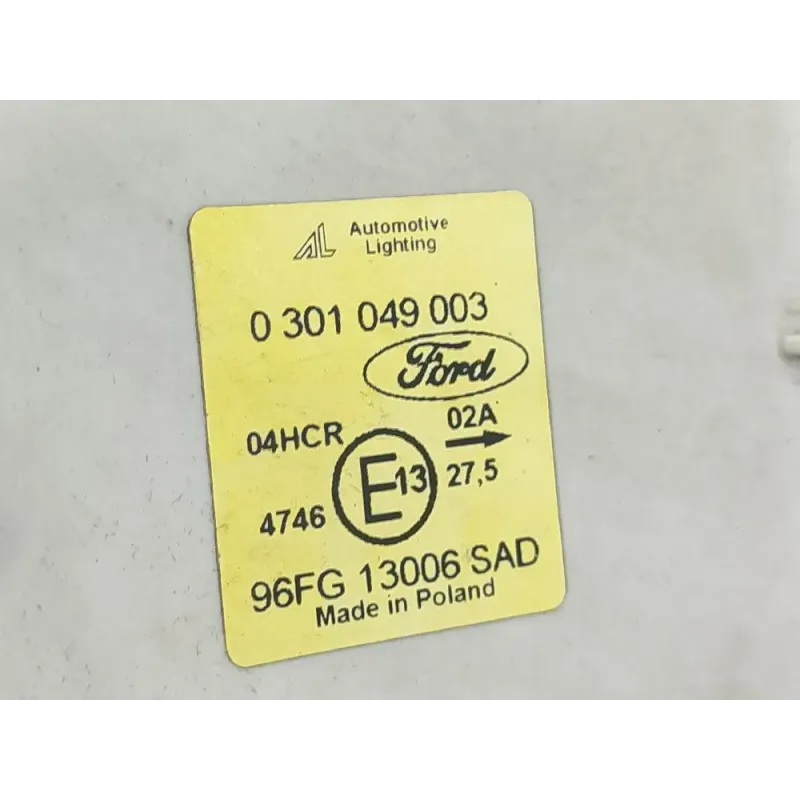 AL Automotive
Lighting
0 301 049 003
Ford
04HCR
02A
E13
27,5
4746
96FG 13006 SAD
Made in Poland